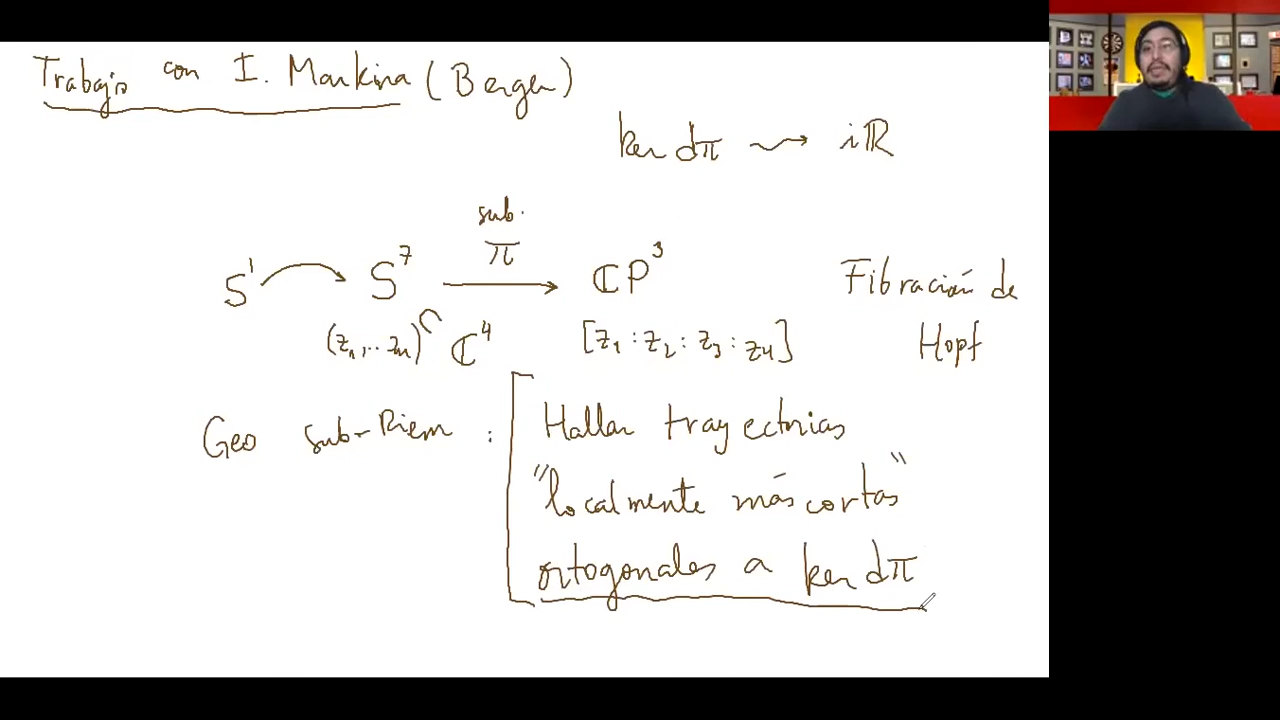 Trabajo con I. Markina (Bergen)
ker dπ ⇝ iℝ
sub.
π
S¹ → S⁷ → ℂP³ Fibración de
(z₁,.. z₄) ∩ ℂ⁴ [z₁ : z₂ : z₃ : z₄] Hopf
Geo sub-Riem : Hallar trayectorias
"localmente más cortas"
ortogonales a ker dπ